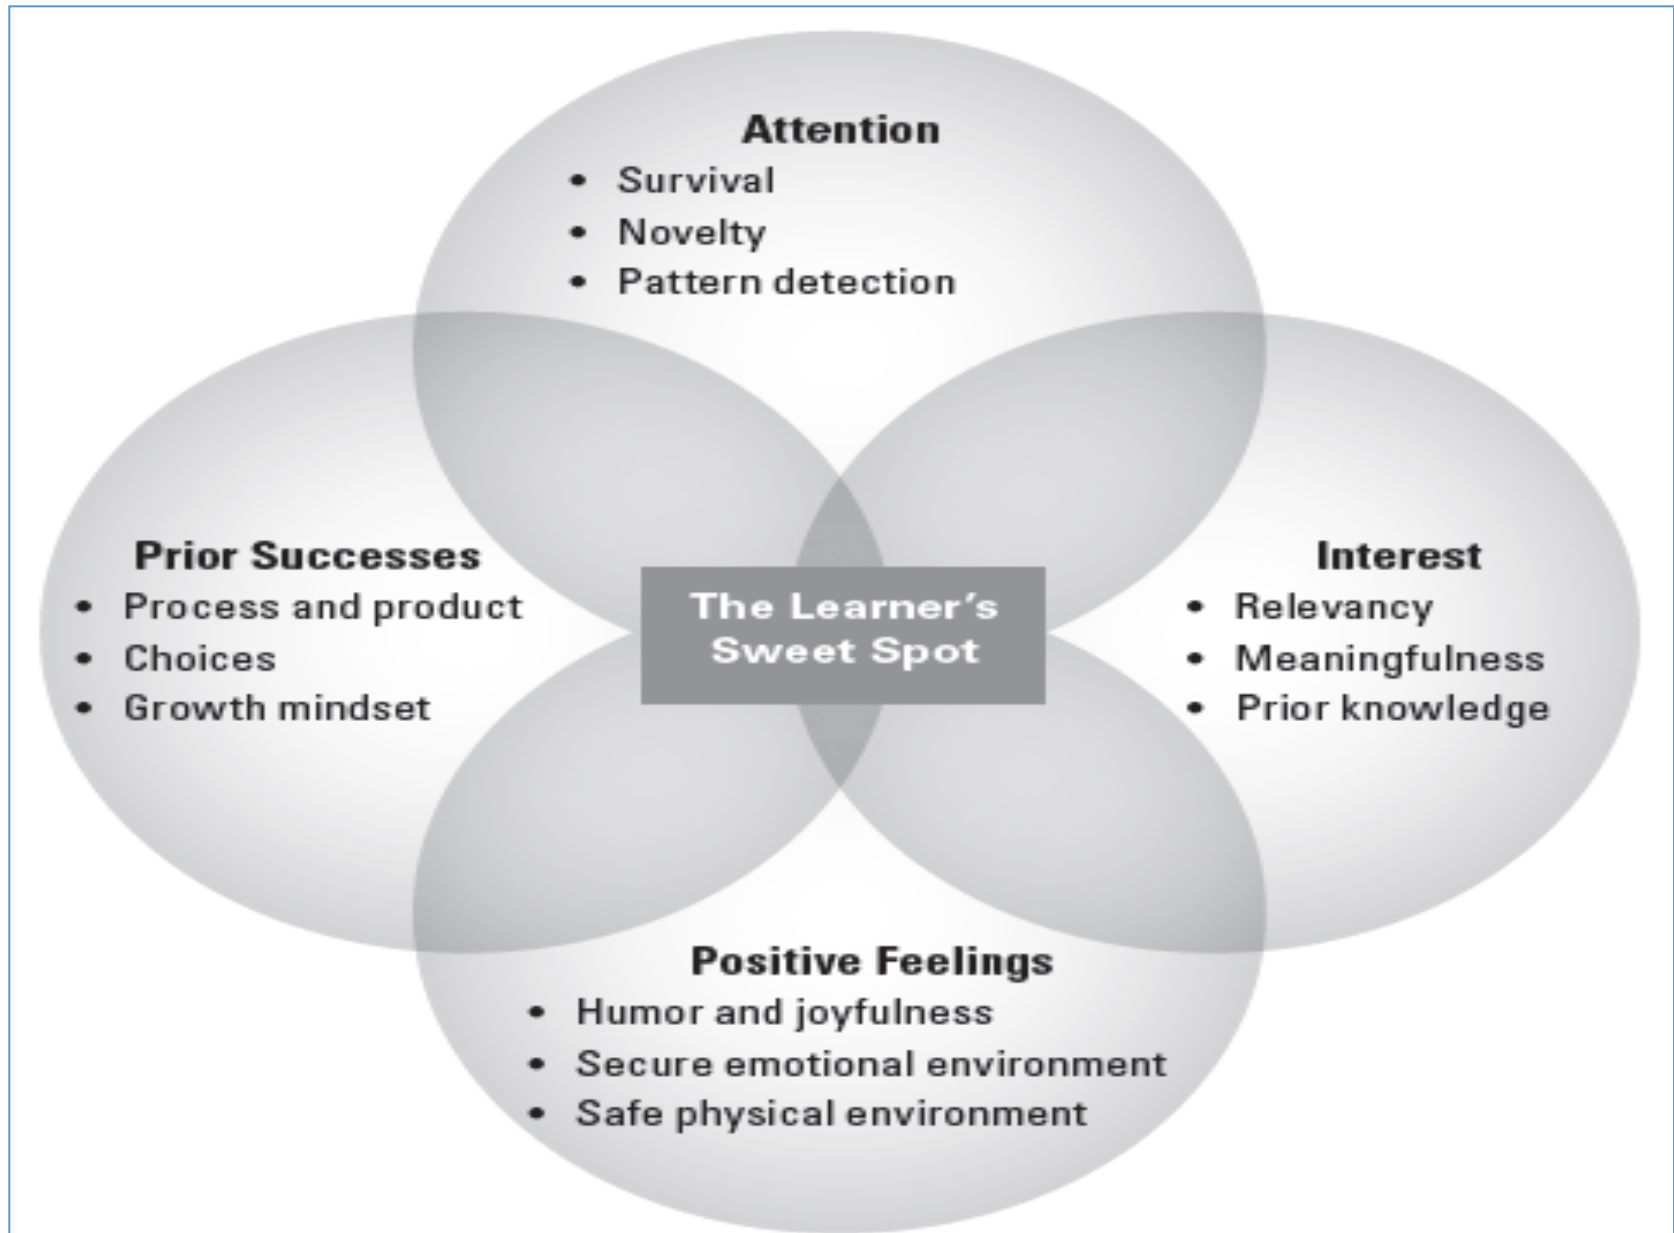 Attention
• Survival
• Novelty
• Pattern detection
Prior Successes
• Process and product
• Choices
• Growth mindset
The Learner's
Sweet Spot
Interest
• Relevancy
• Meaningfulness
• Prior knowledge
Positive Feelings
• Humor and joyfulness
• Secure emotional environment
• Safe physical environment